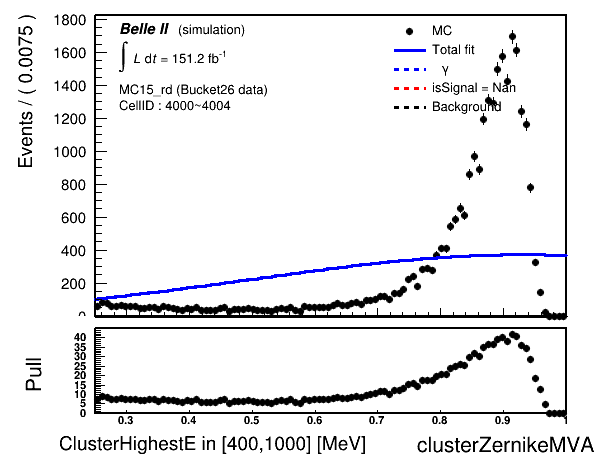 Belle II (simulation)
∫ L dt = 151.2 fb⁻¹
MC15_rd (Bucket26 data)
CellID : 4000~4004
MC
Total fit
γ
isSignal = Nan
Background
Events / ( 0.0075 )
1800
1600
1400
1200
1000
800
600
400
200
0
Pull
40
35
30
25
20
15
10
5
0
0.3 0.4 0.5 0.6 0.7 0.8 0.9 1
ClusterHighestE in [400,1000] [MeV] clusterZernikeMVA